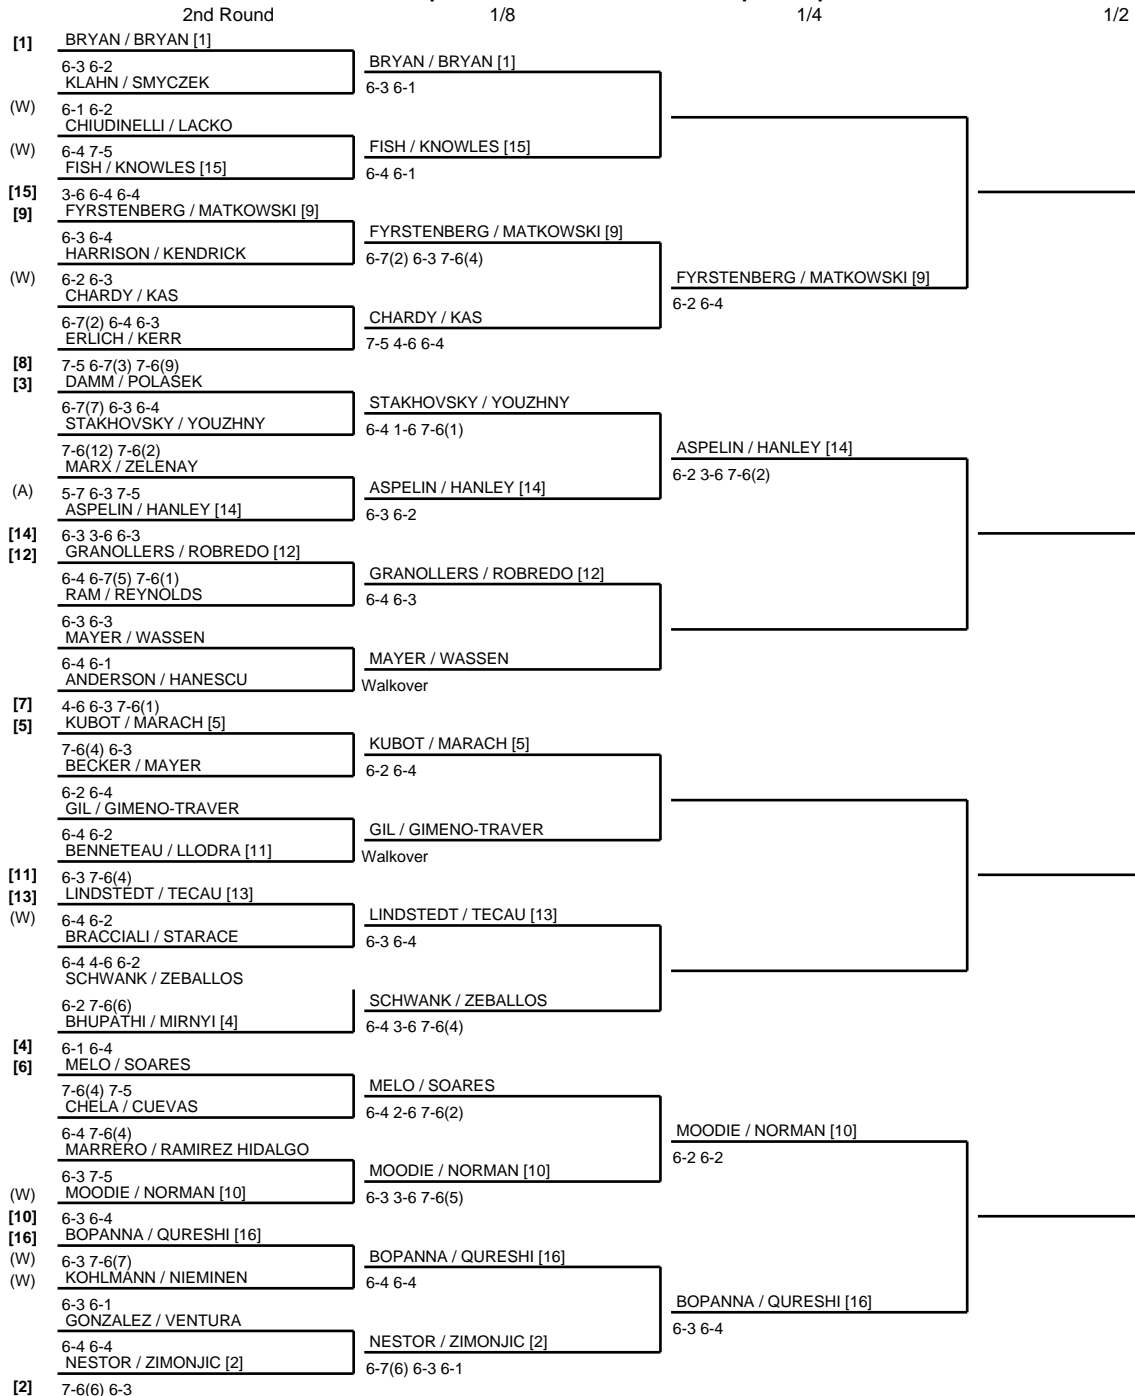 2nd Round 1/8 1/4 1/2
[1] BRYAN / BRYAN [1]
6-3 6-2 BRYAN / BRYAN [1]
KLAHN / SMYCZEK 6-3 6-1
(W) 6-1 6-2
CHIUDINELLI / LACKO
(W) 6-4 7-5 FISH / KNOWLES [15]
FISH / KNOWLES [15] 6-4 6-1
[15] 3-6 6-4 6-4
[9] FYRSTENBERG / MATKOWSKI [9]
6-3 6-4 FYRSTENBERG / MATKOWSKI [9]
HARRISON / KENDRICK 6-7(2) 6-3 7-6(4)
(W) 6-2 6-3 FYRSTENBERG / MATKOWSKI [9]
CHARDY / KAS 6-2 6-4
6-7(2) 6-4 6-3 CHARDY / KAS
ERLICH / KERR 7-5 4-6 6-4
[8] 7-5 6-7(3) 7-6(9)
[3] DAMM / POLASEK
6-7(7) 6-3 6-4 STAKHOVSKY / YOUZHNY
STAKHOVSKY / YOUZHNY 6-4 1-6 7-6(1)
7-6(12) 7-6(2) ASPELIN / HANLEY [14]
MARX / ZELENAY 6-2 3-6 7-6(2)
(A) 5-7 6-3 7-5 ASPELIN / HANLEY [14]
ASPELIN / HANLEY [14] 6-3 6-2
[14] 6-3 3-6 6-3
[12] GRANOLLERS / ROBREDO [12]
6-4 6-7(5) 7-6(1) GRANOLLERS / ROBREDO [12]
RAM / REYNOLDS 6-4 6-3
6-3 6-3
MAYER / WASSEN
6-4 6-1 MAYER / WASSEN
ANDERSON / HANESCU Walkover
[7] 4-6 6-3 7-6(1)
[5] KUBOT / MARACH [5]
7-6(4) 6-3 KUBOT / MARACH [5]
BECKER / MAYER 6-2 6-4
6-2 6-4
GIL / GIMENO-TRAVER
6-4 6-2 GIL / GIMENO-TRAVER
BENNETEAU / LLODRA [11] Walkover
[11] 6-3 7-6(4)
[13] LINDSTEDT / TECAU [13]
(W) 6-4 6-2 LINDSTEDT / TECAU [13]
BRACCIALI / STARACE 6-3 6-4
6-4 4-6 6-2
SCHWANK / ZEBALLOS
6-2 7-6(6) SCHWANK / ZEBALLOS
BHUPATHI / MIRNYI [4] 6-4 3-6 7-6(4)
[4] 6-1 6-4
[6] MELO / SOARES
7-6(4) 7-5 MELO / SOARES
CHELA / CUEVAS 6-4 2-6 7-6(2)
6-4 7-6(4) MOODIE / NORMAN [10]
MARRERO / RAMIREZ HIDALGO 6-2 6-2
6-3 7-5 MOODIE / NORMAN [10]
(W) MOODIE / NORMAN [10] 6-3 3-6 7-6(5)
[10] 6-3 6-4
[16] BOPANNA / QURESHI [16]
(W) 6-3 7-6(7) BOPANNA / QURESHI [16]
(W) KOHLMANN / NIEMINEN 6-4 6-4
6-3 6-1 BOPANNA / QURESHI [16]
GONZALEZ / VENTURA 6-3 6-4
6-4 6-4 NESTOR / ZIMONJIC [2]
NESTOR / ZIMONJIC [2] 6-7(6) 6-3 6-1
[2] 7-6(6) 6-3